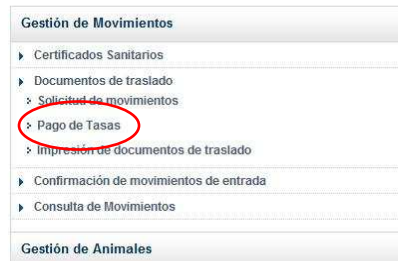 Gestión de Movimientos
Certificados Sanitarios
Documentos de traslado
Solicitud de movimientos
Pago de Tasas
Impresión de documentos de traslado
Confirmación de movimientos de entrada
Consulta de Movimientos
Gestión de Animales